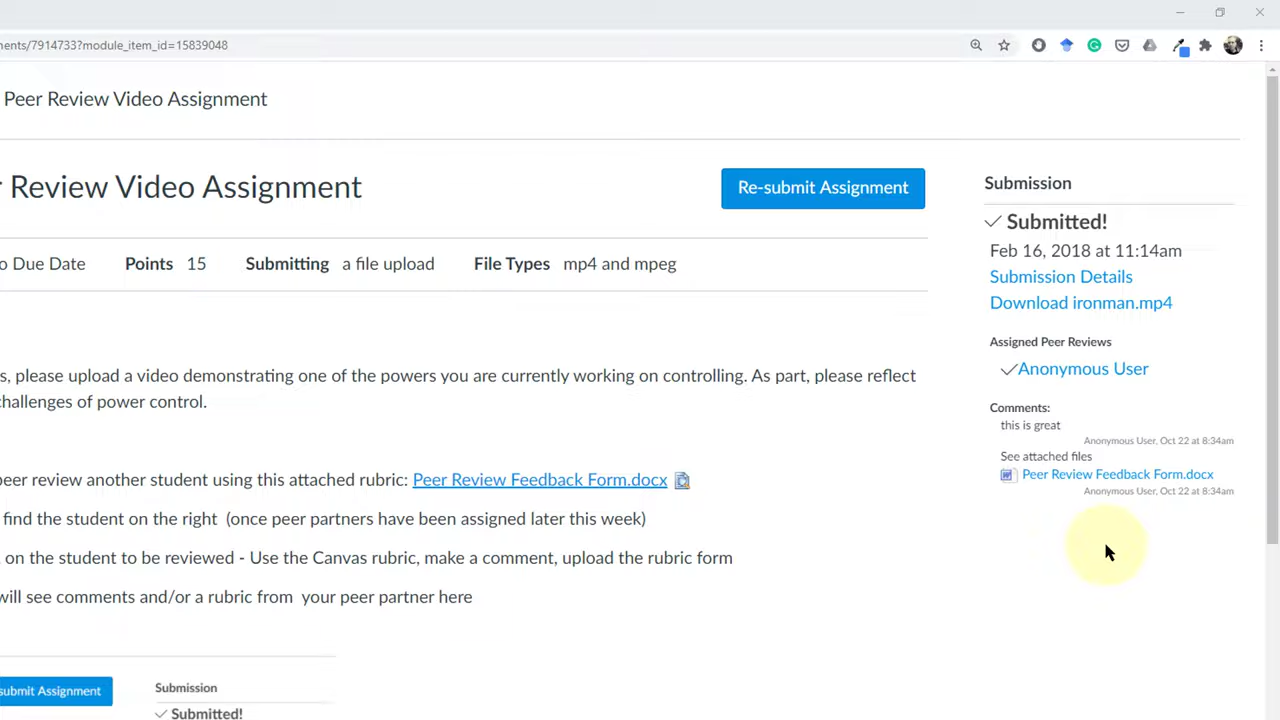 ents/7914733?module_item_id=15839048
Peer Review Video Assignment
r Review Video Assignment
Re-submit Assignment
o Due Date Points 15 Submitting a file upload File Types mp4 and mpeg
s, please upload a video demonstrating one of the powers you are currently working on controlling. As part, please reflect
challenges of power control.
peer review another student using this attached rubric: Peer Review Feedback Form.docx
find the student on the right (once peer partners have been assigned later this week)
on the student to be reviewed - Use the Canvas rubric, make a comment, upload the rubric form
will see comments and/or a rubric from your peer partner here
submit Assignment
Submission
Submitted!
Submission
Submitted!
Feb 16, 2018 at 11:14am
Submission Details
Download ironman.mp4
Assigned Peer Reviews
Anonymous User
Comments:
this is great
Anonymous User, Oct 22 at 8:34am
See attached files
Peer Review Feedback Form.docx
Anonymous User, Oct 22 at 8:34am